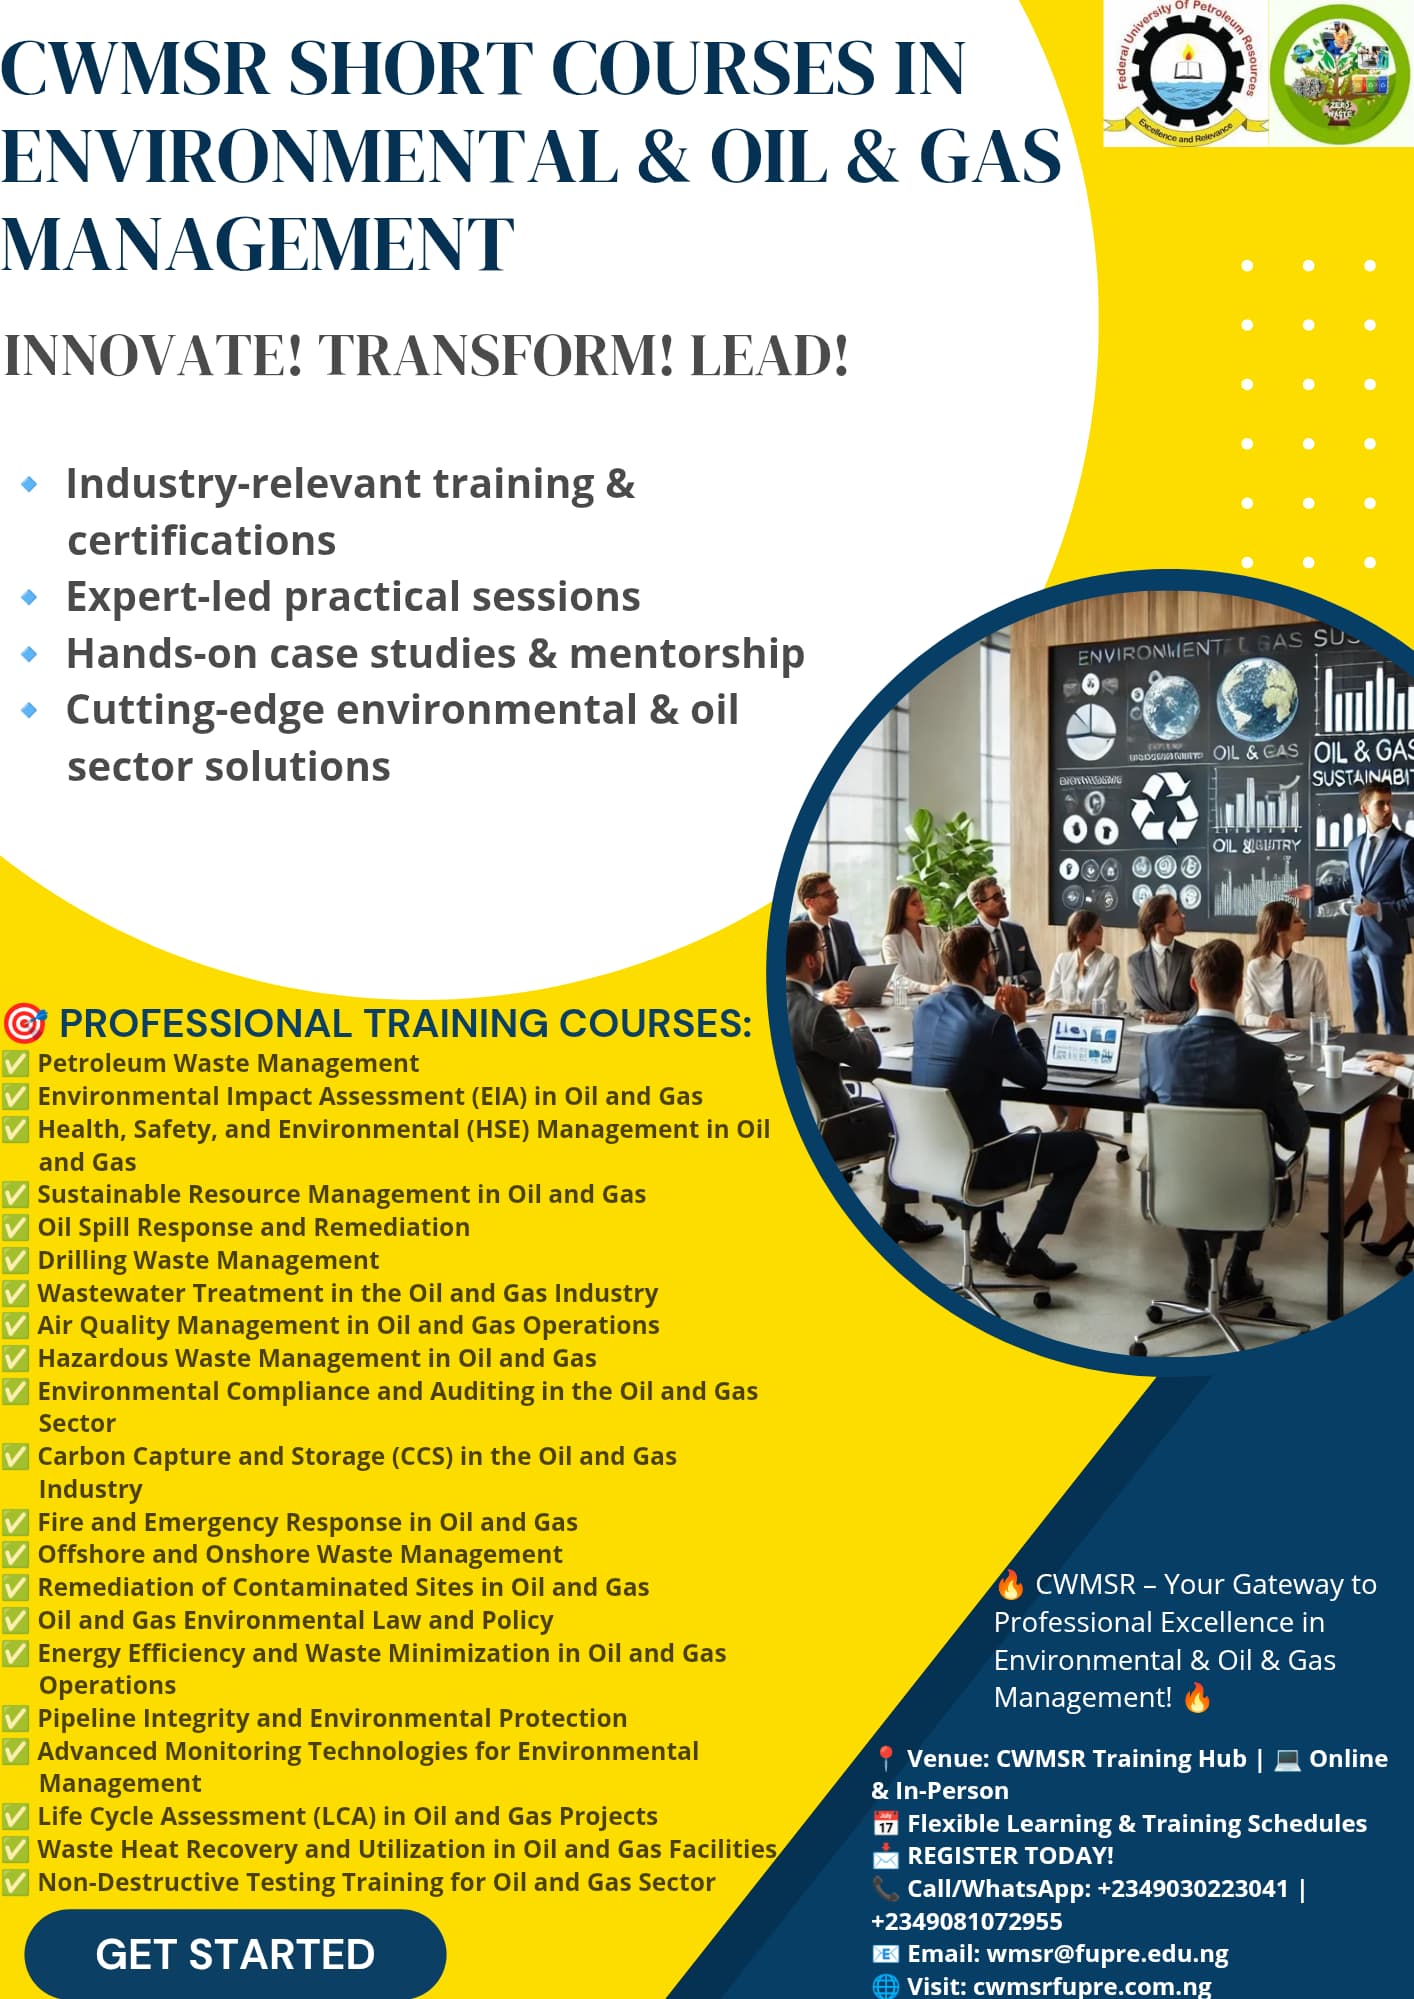 CWMSR SHORT COURSES IN
ENVIRONMENTAL & OIL & GAS
MANAGEMENT
Federal University Of Petroleum Resources
Excellence and Relevance
ZERO
WASTE
INNOVATE! TRANSFORM! LEAD!
🔹 Industry-relevant training &
certifications
🔹 Expert-led practical sessions
🔹 Hands-on case studies & mentorship
🔹 Cutting-edge environmental & oil
sector solutions
OIL & GAS
OIL & GAS
🎯 PROFESSIONAL TRAINING COURSES:
✅ Petroleum Waste Management
✅ Environmental Impact Assessment (EIA) in Oil and Gas
✅ Health, Safety, and Environmental (HSE) Management in Oil
and Gas
✅ Sustainable Resource Management in Oil and Gas
✅ Oil Spill Response and Remediation
✅ Drilling Waste Management
✅ Wastewater Treatment in the Oil and Gas Industry
✅ Air Quality Management in Oil and Gas Operations
✅ Hazardous Waste Management in Oil and Gas
✅ Environmental Compliance and Auditing in the Oil and Gas
Sector
✅ Carbon Capture and Storage (CCS) in the Oil and Gas
Industry
✅ Fire and Emergency Response in Oil and Gas
✅ Offshore and Onshore Waste Management
✅ Remediation of Contaminated Sites in Oil and Gas
✅ Oil and Gas Environmental Law and Policy
✅ Energy Efficiency and Waste Minimization in Oil and Gas
Operations
✅ Pipeline Integrity and Environmental Protection
✅ Advanced Monitoring Technologies for Environmental
Management
✅ Life Cycle Assessment (LCA) in Oil and Gas Projects
✅ Waste Heat Recovery and Utilization in Oil and Gas Facilities
✅ Non-Destructive Testing Training for Oil and Gas Sector
GET STARTED
🔥 CWMSR – Your Gateway to
Professional Excellence in
Environmental & Oil & Gas
Management! 🔥
📍 Venue: CWMSR Training Hub | 💻 Online
& In-Person
📅 Flexible Learning & Training Schedules
📩 REGISTER TODAY!
📞 Call/WhatsApp: +2349030223041 |
+2349081072955
📧 Email: wmsr@fupre.edu.ng
🌐 Visit: cwmsrfupre.com.ng